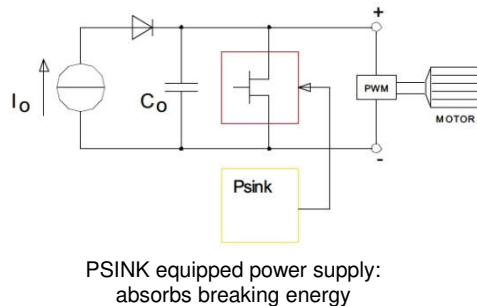 +
PWM
I₀
C₀
MOTOR
-
Psink
PSINK equipped power supply:
absorbs breaking energy